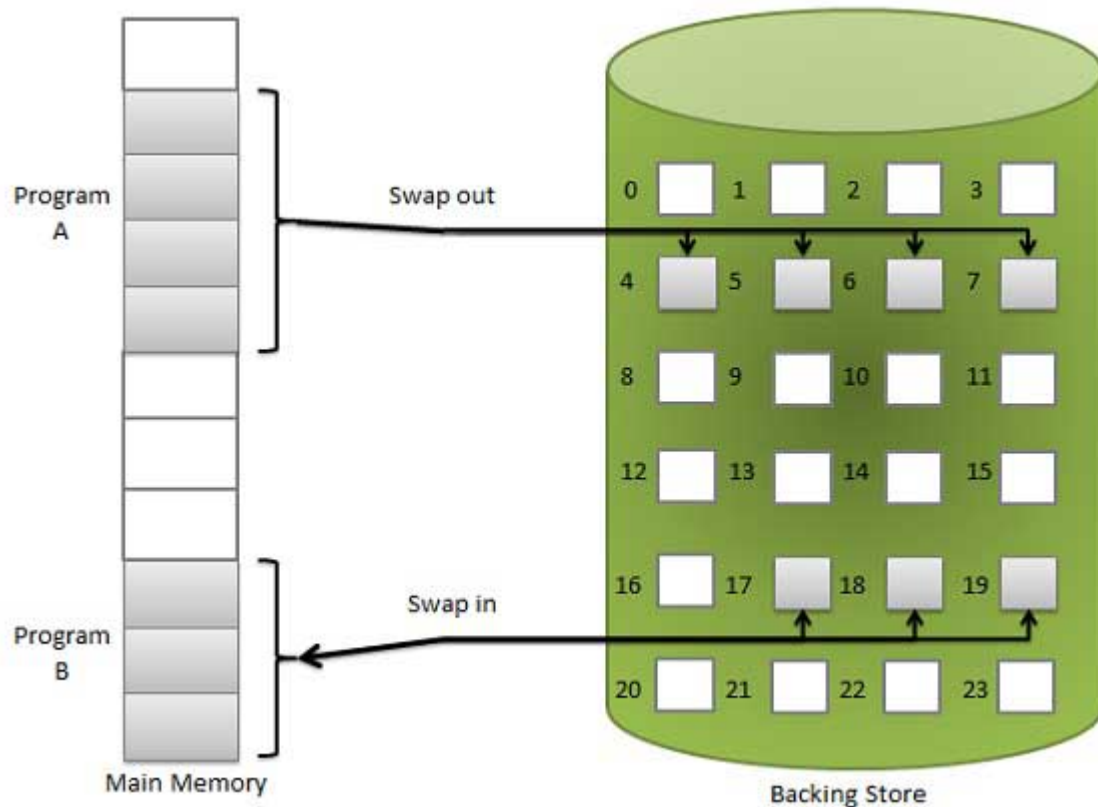 Program
A
Swap out
0 1 2 3
4 5 6 7
8 9 10 11
12 13 14 15
Swap in
16 17 18 19
Program
B
20 21 22 23
Main Memory
Backing Store